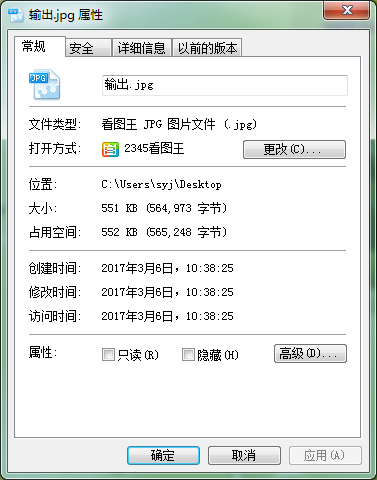 输出.jpg 属性
常规 安全 详细信息 以前的版本
JPG
输出.jpg
文件类型: 看图王 JPG 图片文件 (.jpg)
打开方式: 2345看图王 更改(C)...
位置: C:\Users\syj\Desktop
大小: 551 KB (564,973 字节)
占用空间: 552 KB (565,248 字节)
创建时间: 2017年3月6日，10:38:25
修改时间: 2017年3月6日，10:38:25
访问时间: 2017年3月6日，10:38:25
属性: 只读(R) 隐藏(H) 高级(D)...
确定 取消 应用(A)